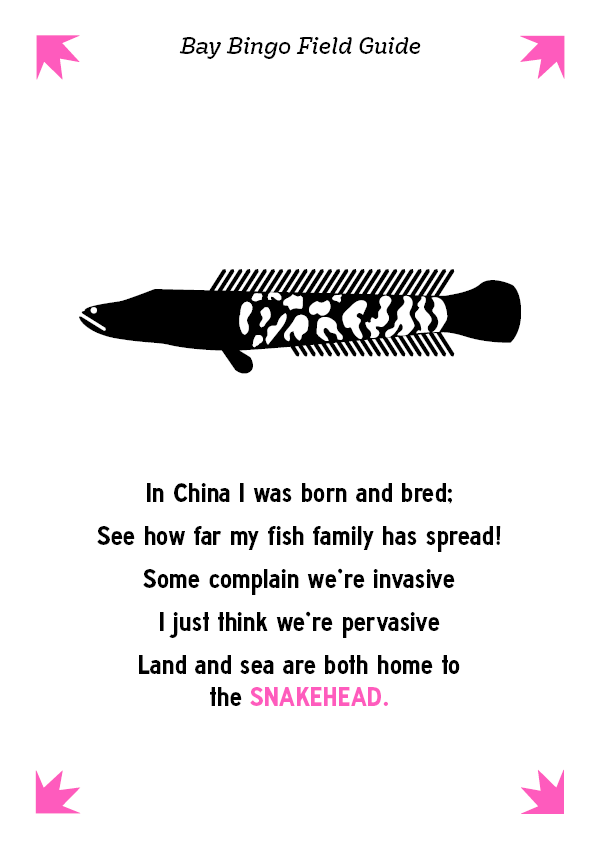 Bay Bingo Field Guide
In China I was born and bred;
See how far my fish family has spread!
Some complain we're invasive
I just think we're pervasive
Land and sea are both home to
the SNAKEHEAD.